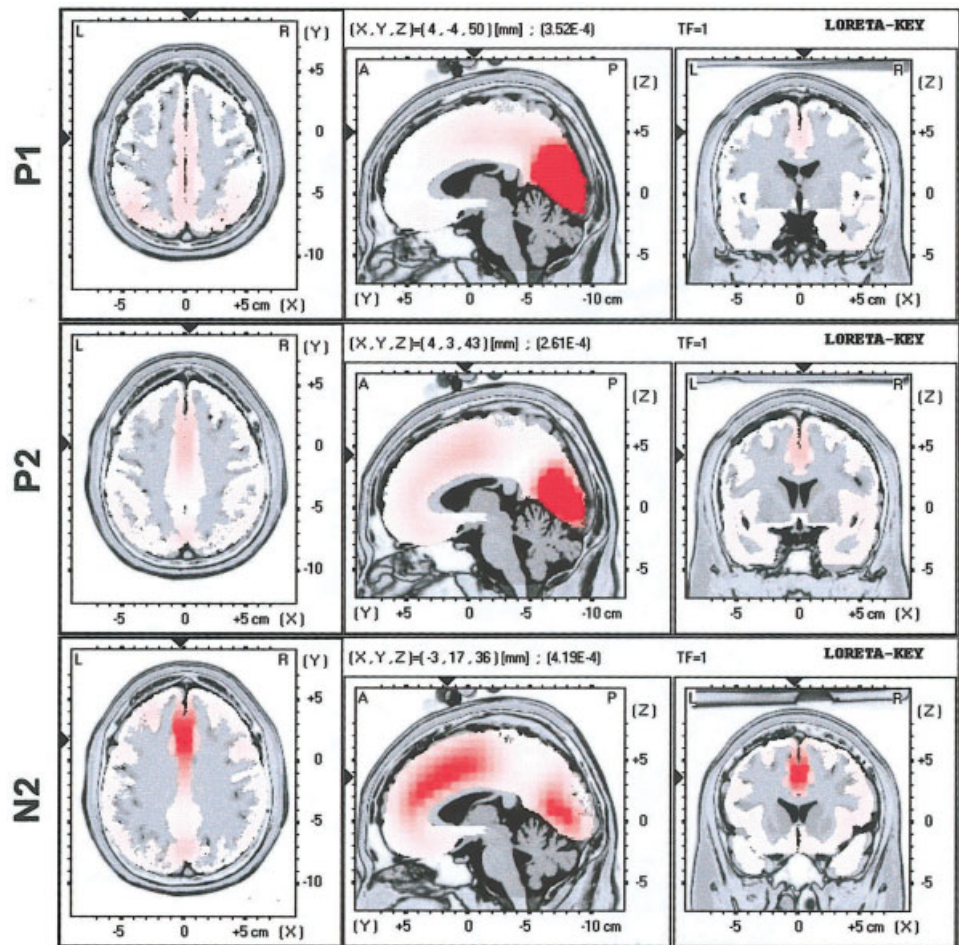 P1
L R (Y)
+5
0
-5
-10
-5 0 +5 cm (X)
(X,Y,Z)=(4,-4,50)[mm] ; (3.52E-4) TF=1 LORETA-KEY
A P (Z)
+5
0
-5
(Y) +5 0 -5 -10 cm
L R (Z)
+5
0
-5
-5 0 +5 cm (X)
P2
L R (Y)
+5
0
-5
-10
-5 0 +5 cm (X)
(X,Y,Z)=(4,3,43)[mm] ; (2.61E-4) TF=1 LORETA-KEY
A P (Z)
+5
0
-5
(Y) +5 0 -5 -10 cm
L R (Z)
+5
0
-5
-5 0 +5 cm (X)
N2
L R (Y)
+5
0
-5
-10
-5 0 +5 cm (X)
(X,Y,Z)=(-3,17,36)[mm] ; (4.19E-4) TF=1 LORETA-KEY
A P (Z)
+5
0
-5
(Y) +5 0 -5 -10 cm
L R (Z)
+5
0
-5
-5 0 +5 cm (X)